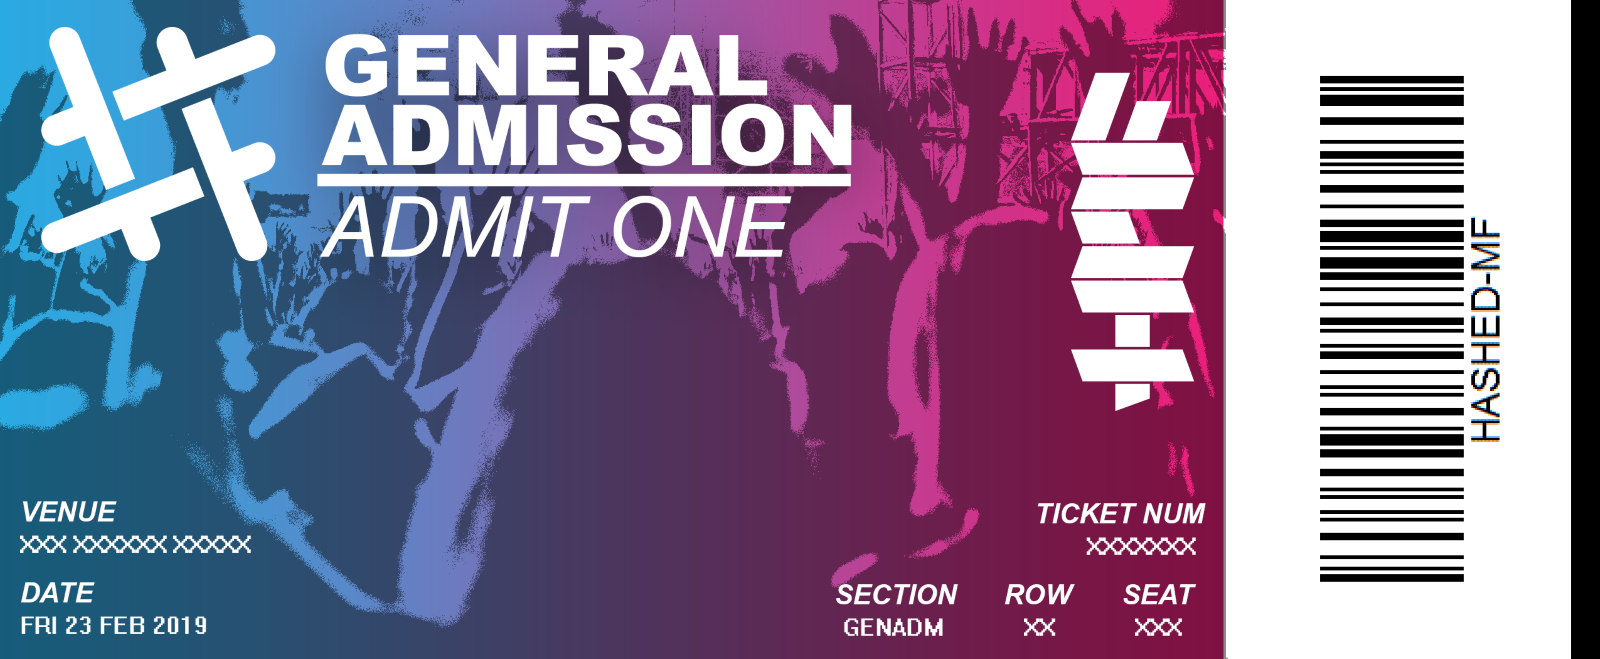 GENERAL
ADMISSION
ADMIT ONE
VENUE
XXX XXXXXX XXXXX
DATE
FRI 23 FEB 2019
TICKET NUM
XXXXXXX
SECTION ROW SEAT
GENADM XX XXX
HASHED-MF